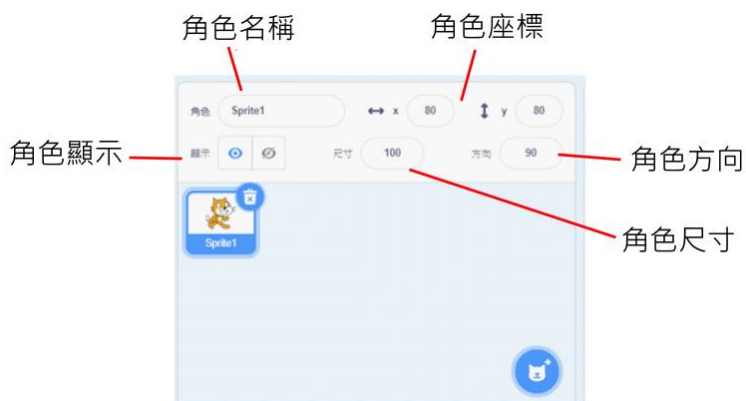 角色名稱
角色座標
角色 Sprite1 x 80 y 80
角色顯示
顯示 尺寸 100 方向 90
角色方向
Sprite1
角色尺寸